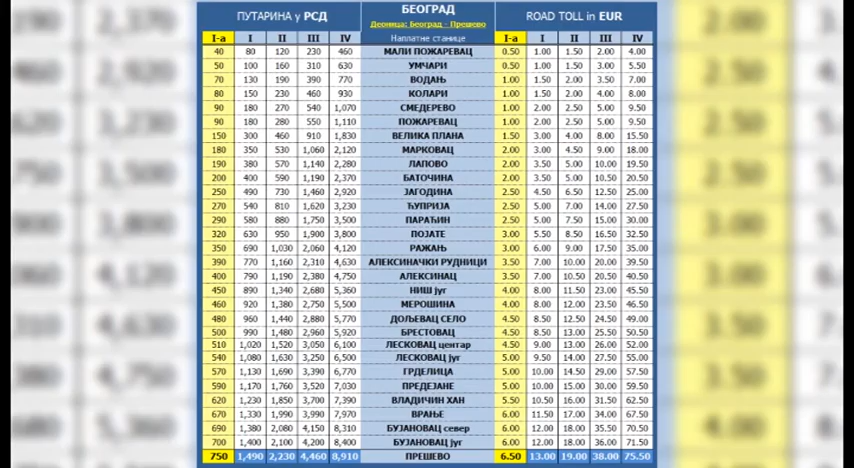 ПУТАРИНА у РСД БЕОГРАД ROAD TOLL in EUR
Деоница: Београд - Прешево
I-a I II III IV Наплатне станице I-a I II III IV
40 80 120 230 460 МАЛИ ПОЖАРЕВАЦ 0.50 1.00 1.50 2.00 4.00
50 100 160 310 630 УМЧАРИ 0.50 1.00 1.50 3.00 5.50
70 130 190 390 770 ВОДАЊ 1.00 1.50 2.00 3.50 7.00
80 150 230 460 930 КОЛАРИ 1.00 1.50 2.00 4.00 8.00
90 180 270 540 1,070 СМЕДЕРЕВО 1.00 2.00 2.50 5.00 9.50
90 180 280 550 1,110 ПОЖАРЕВАЦ 1.00 2.00 2.50 5.00 9.50
150 300 460 910 1,830 ВЕЛИКА ПЛАНА 1.50 3.00 4.00 8.00 15.50
180 350 530 1,060 2,120 МАРКОВАЦ 2.00 3.00 4.50 9.00 18.00
190 380 570 1,140 2,280 ЛАПОВО 2.00 3.50 5.00 10.00 19.50
200 400 590 1,190 2,370 БАТОЧИНА 2.00 3.50 5.00 10.50 20.50
250 490 730 1,460 2,920 ЈАГОДИНА 2.50 4.50 6.50 12.50 25.00
270 540 810 1,620 3,230 ЋУПРИЈА 2.50 5.00 7.00 14.00 27.50
290 580 880 1,750 3,500 ПАРАЋИН 2.50 5.00 7.50 15.00 30.00
320 630 950 1,900 3,800 ПОЈАТЕ 3.00 5.50 8.50 16.50 32.50
350 690 1,030 2,060 4,120 РАЖАЊ 3.00 6.00 9.00 17.50 35.00
390 770 1,160 2,310 4,630 АЛЕКСИНАЧКИ РУДНИЦИ 3.50 7.00 10.00 20.00 39.50
400 790 1,190 2,380 4,750 АЛЕКСИНАЦ 3.50 7.00 10.50 20.50 40.50
450 890 1,340 2,680 5,360 НИШ југ 4.00 8.00 11.50 23.00 45.50
460 920 1,380 2,750 5,500 МЕРОШИНА 4.00 8.00 12.00 23.50 46.50
480 960 1,440 2,880 5,770 ДОЉЕВАЦ СЕЛО 4.50 8.50 12.50 24.50 49.00
500 990 1,480 2,960 5,920 БРЕСТОВАЦ 4.50 8.50 13.00 25.50 50.50
510 1,020 1,520 3,050 6,100 ЛЕСКОВАЦ центар 4.50 9.00 13.00 26.00 52.00
540 1,080 1,630 3,250 6,500 ЛЕСКОВАЦ југ 5.00 9.50 14.00 27.00 55.00
570 1,130 1,690 3,390 6,770 ГРДЕЛИЦА 5.00 10.00 14.50 29.00 57.50
590 1,170 1,760 3,520 7,030 ПРЕДЕЈАНЕ 5.00 10.00 15.00 30.00 59.50
620 1,230 1,850 3,700 7,390 ВЛАДИЧИН ХАН 5.50 10.50 16.00 31.50 62.50
670 1,330 1,990 3,990 7,970 ВРАЊЕ 6.00 11.50 17.00 34.00 67.50
690 1,380 2,080 4,150 8,310 БУЈАНОВАЦ север 6.00 12.00 18.00 35.50 70.50
700 1,400 2,100 4,200 8,400 БУЈАНОВАЦ југ 6.00 12.00 18.00 36.00 71.50
750 1,490 2,230 4,460 8,910 ПРЕШЕВО 6.50 13.00 19.00 38.00 75.50